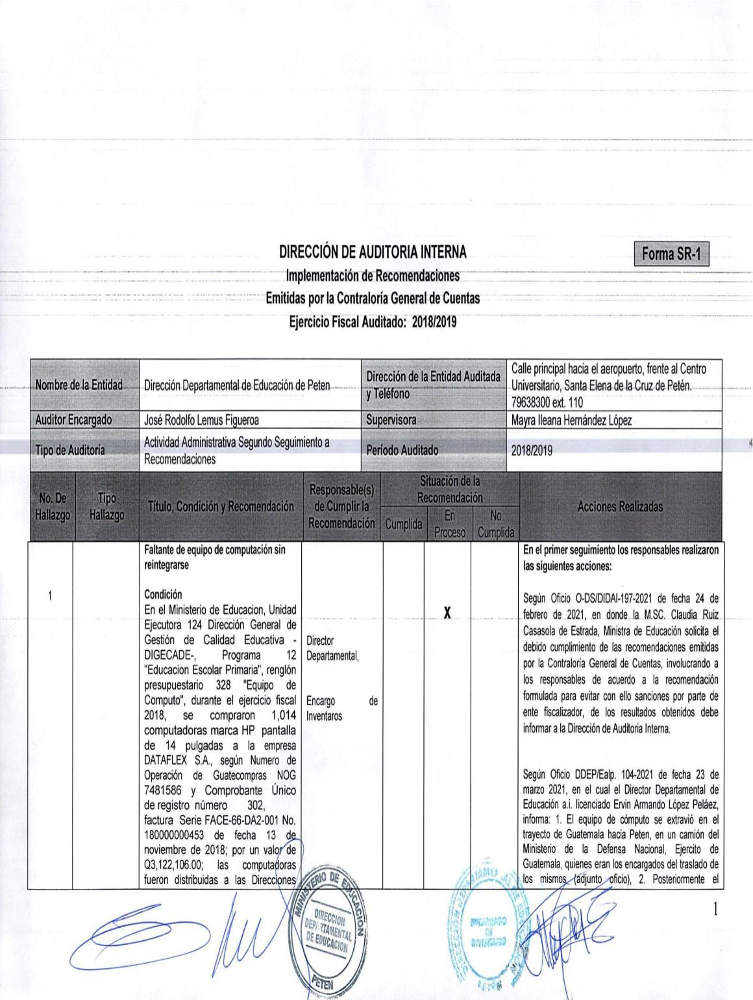 DIRECCIÓN DE AUDITORIA INTERNA
Forma SR-1
Implementación de Recomendaciones
Emitidas por la Contraloría General de Cuentas
Ejercicio Fiscal Auditado: 2018/2019
Nombre de la Entidad
Dirección Departamental de Educación de Peten
Dirección de la Entidad Auditada
y Teléfono
Calle principal hacia el aeropuerto, frente al Centro
Universitario, Santa Elena de la Cruz de Petén.
79638300 ext. 110
Auditor Encargado
José Rodolfo Lemus Figueroa
Supervisora
Mayra Ileana Hernández López
Tipo de Auditoría
Actividad Administrativa Segundo Seguimiento a
Recomendaciones
Período Auditado
2018/2019
No. De
Hallazgo
Tipo
Hallazgo
Título, Condición y Recomendación
Responsable(s)
de Cumplir la
Recomendación
Situación de la
Recomendación
Cumplida
En
Proceso
No
Cumplida
Acciones Realizadas
1
Faltante de equipo de computación sin
reintegrarse
Condición
En el Ministerio de Educacion, Unidad
Ejecutora 124 Dirección General de
Gestión de Calidad Educativa -
DIGECADE-, Programa 12
"Educacion Escolar Primaria", renglón
presupuestario 328 "Equipo de
Computo", durante el ejercicio fiscal
2018, se compraron 1,014
computadoras marca HP pantalla
de 14 pulgadas a la empresa
DATAFLEX S.A., según Numero de
Operación de Guatecompras NOG
7481586 y Comprobante Único
de registro número 302,
factura Serie FACE-66-DA2-001 No.
180000000453 de fecha 13 de
noviembre de 2018; por un valor de
Q3,122,106.00; las computadoras
fueron distribuidas a las Direcciones
Director
Departamental,
Encargo de
Inventaros
X
En el primer seguimiento los responsables realizaron
las siguientes acciones:
Según Oficio O-DS/DIDAI-197-2021 de fecha 24 de
febrero de 2021, en donde la M.SC. Claudia Ruiz
Casasola de Estrada, Ministra de Educación solicita el
debido cumplimiento de las recomendaciones emitidas
por la Contraloría General de Cuentas, involucrando a
los responsables de acuerdo a la recomendación
formulada para evitar con ello sanciones por parte de
ente fiscalizador, de los resultados obtenidos debe
informar a la Dirección de Auditoria Interna.
Según Oficio DDEP/Ealp. 104-2021 de fecha 23 de
marzo 2021, en el cual el Director Departamental de
Educación a.i. licenciado Ervin Armando López Peláez,
informa: 1. El equipo de cómputo se extravió en el
trayecto de Guatemala hacia Peten, en un camión del
Ministerio de la Defensa Nacional, Ejercito de
Guatemala, quienes eran los encargados del traslado de
los mismos (adjunto oficio), 2. Posteriormente el
MINISTERIO DE EDUCACION
DIRECCION
DEPARTAMENTAL
DE EDUCACION
PETEN
ENCARGADO
DE
INVENTARIO
1